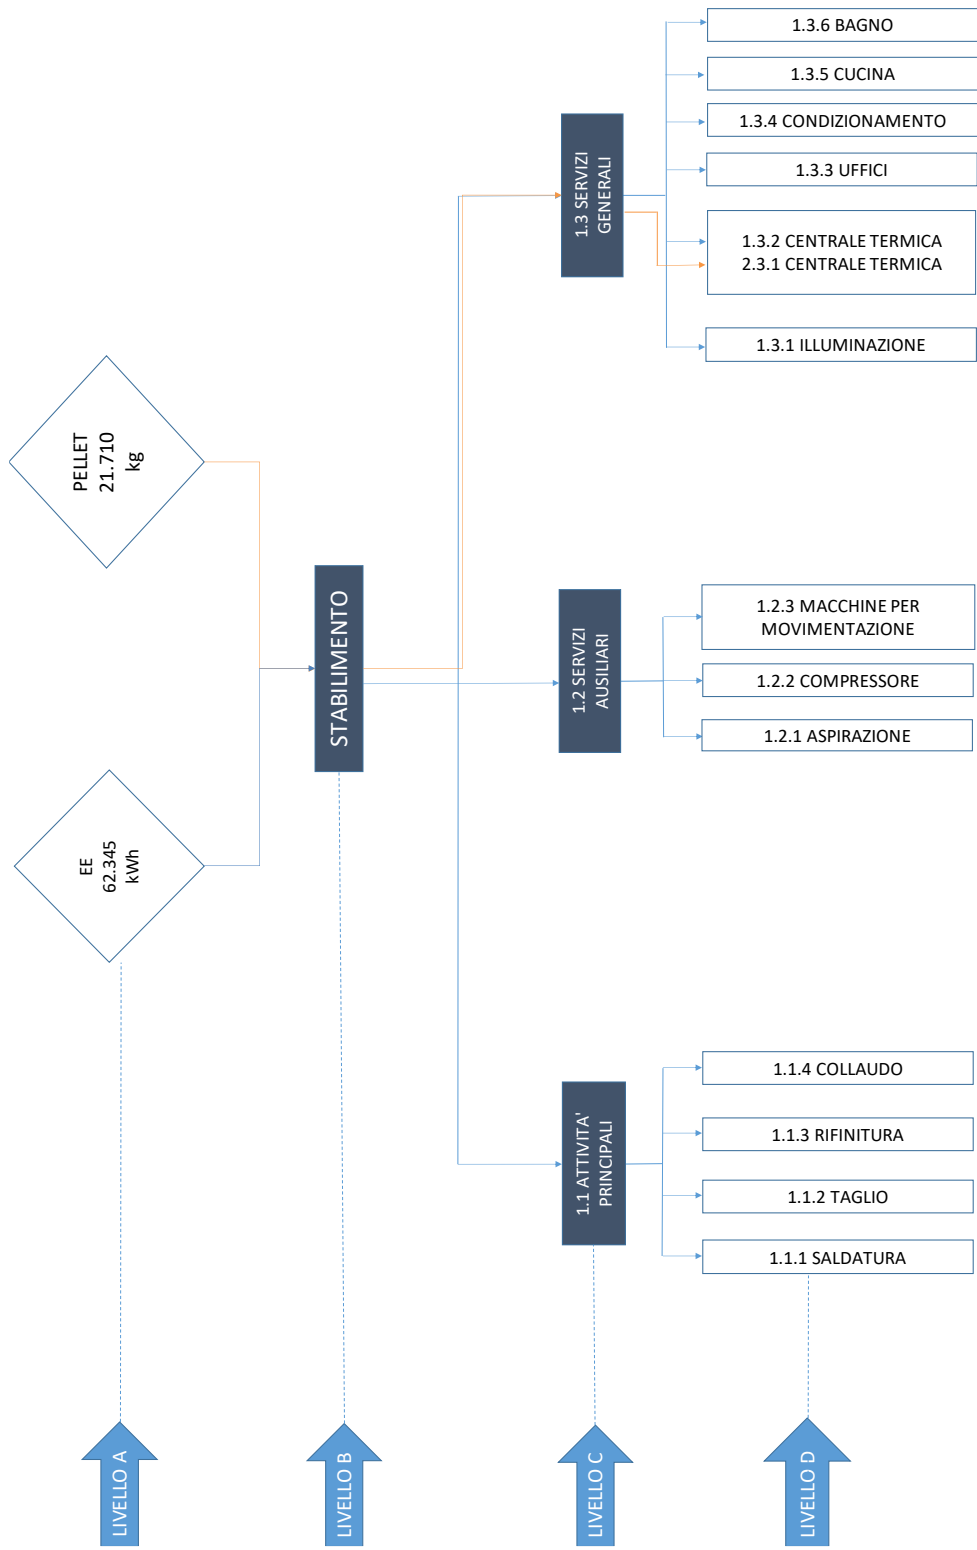 LIVELLO A
EE
62.345
kWh
PELLET
21.710
kg
LIVELLO B
STABILIMENTO
LIVELLO C
1.1 ATTIVITA'
PRINCIPALI
1.2 SERVIZI
AUSILIARI
1.3 SERVIZI
GENERALI
LIVELLO D
1.1.1 SALDATURA
1.1.2 TAGLIO
1.1.3 RIFINITURA
1.1.4 COLLAUDO
1.2.1 ASPIRAZIONE
1.2.2 COMPRESSORE
1.2.3 MACCHINE PER
MOVIMENTAZIONE
1.3.1 ILLUMINAZIONE
1.3.2 CENTRALE TERMICA
2.3.1 CENTRALE TERMICA
1.3.3 UFFICI
1.3.4 CONDIZIONAMENTO
1.3.5 CUCINA
1.3.6 BAGNO